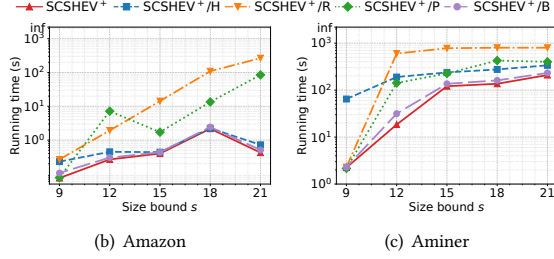 SCSHEV⁺ SCSHEV⁺/H SCSHEV⁺/R SCSHEV⁺/P SCSHEV⁺/B
inf
10³
10²
10¹
10⁰
Running time (s)
9 12 15 18 21
Size bound s
(b) Amazon
inf
10³
10²
10¹
10⁰
Running time (s)
9 12 15 18 21
Size bound s
(c) Aminer